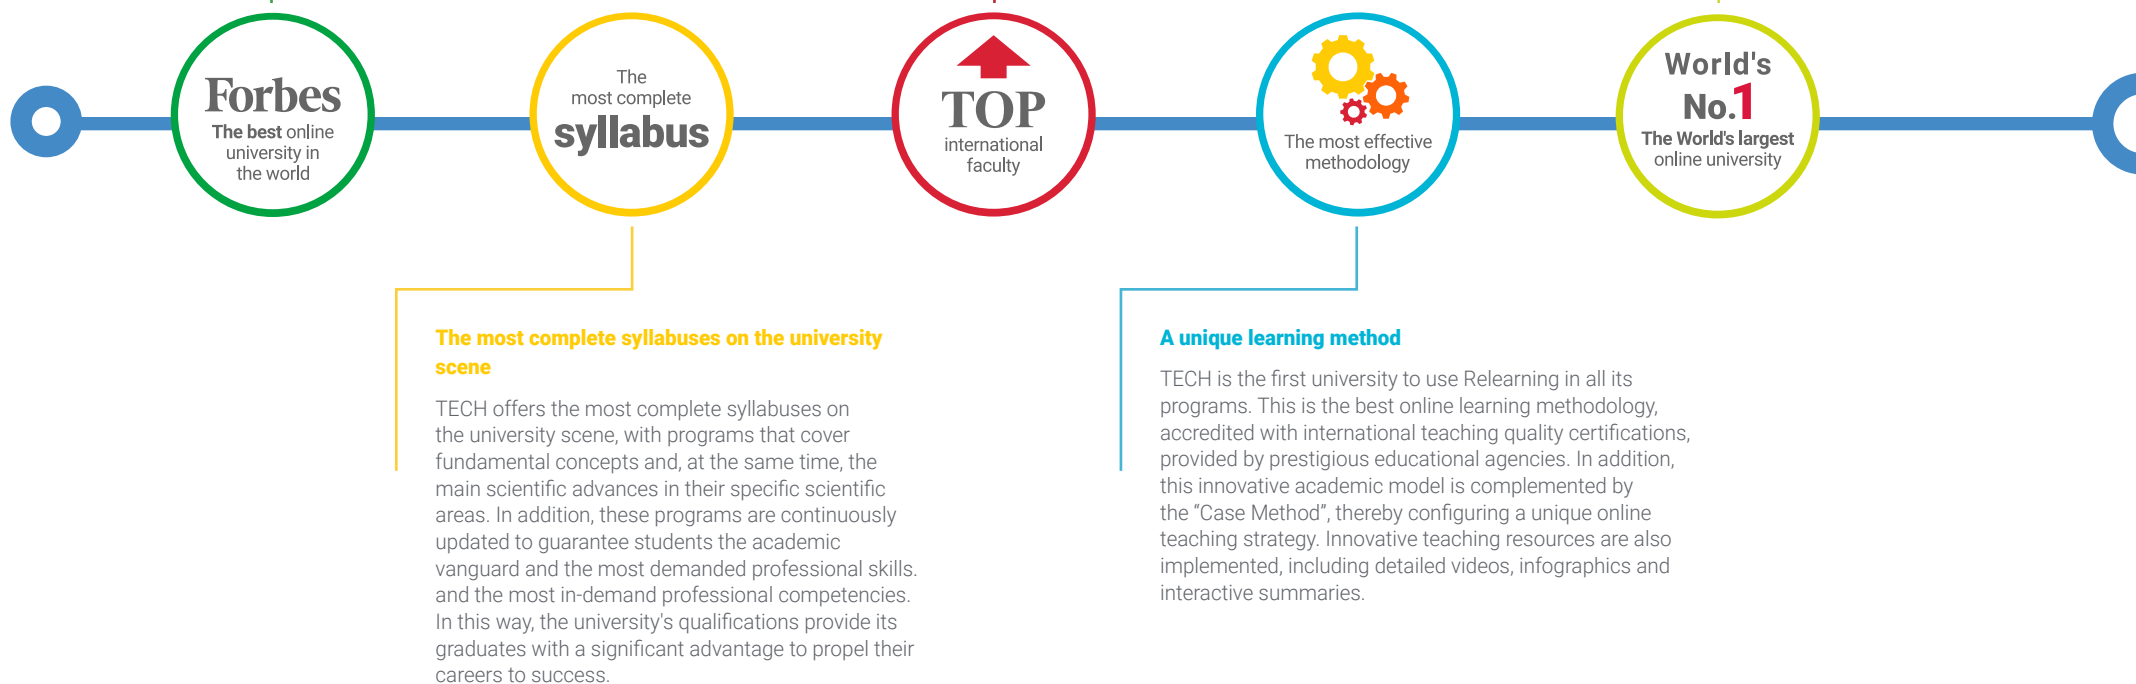 Forbes
The best online
university in
the world
The
most complete
syllabus
TOP
international
faculty
The most effective
methodology
World's
No.1
The World's largest
online university
The most complete syllabuses on the university
scene
TECH offers the most complete syllabuses on
the university scene, with programs that cover
fundamental concepts and, at the same time, the
main scientific advances in their specific scientific
areas. In addition, these programs are continuously
updated to guarantee students the academic
vanguard and the most demanded professional skills.
and the most in-demand professional competencies.
In this way, the university's qualifications provide its
graduates with a significant advantage to propel their
careers to success.
A unique learning method
TECH is the first university to use Relearning in all its
programs. This is the best online learning methodology,
accredited with international teaching quality certifications,
provided by prestigious educational agencies. In addition,
this innovative academic model is complemented by
the “Case Method”, thereby configuring a unique online
teaching strategy. Innovative teaching resources are also
implemented, including detailed videos, infographics and
interactive summaries.